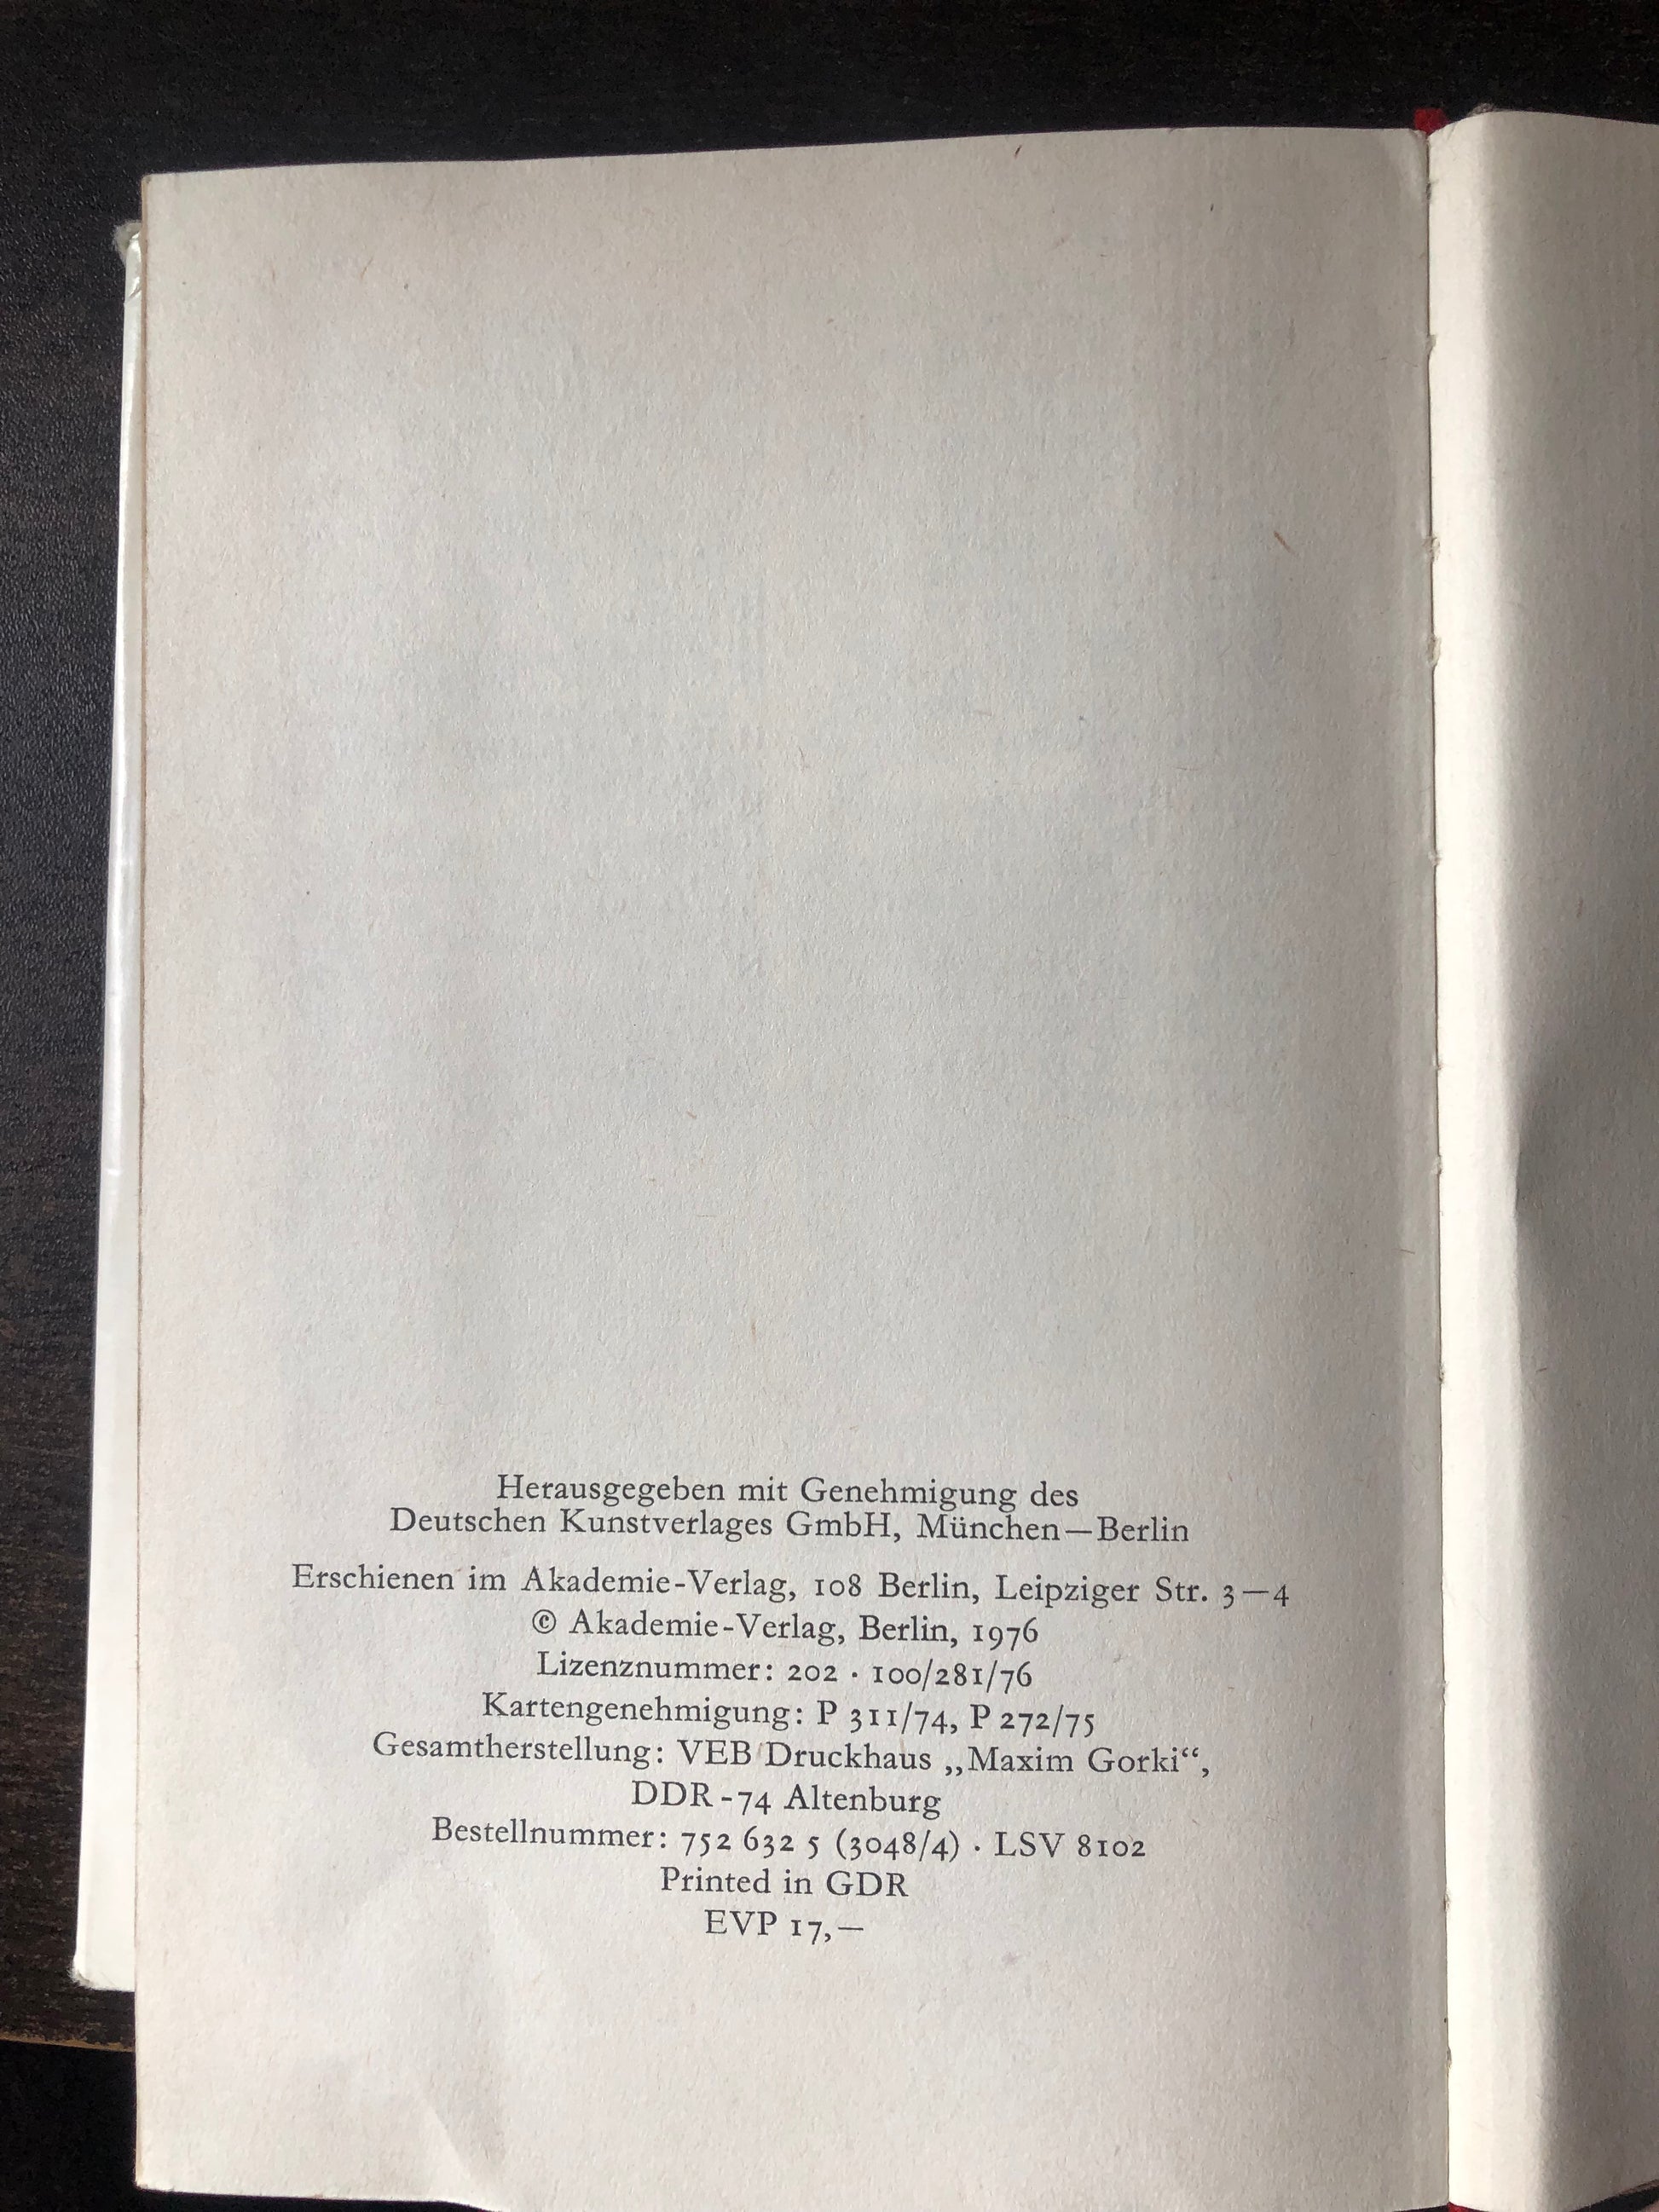 Herausgegeben mit Genehmigung des
Deutschen Kunstverlages GmbH, München—Berlin
Erschienen im Akademie-Verlag, 108 Berlin, Leipziger Str. 3—4
© Akademie-Verlag, Berlin, 1976
Lizenznummer: 202 · 100/281/76
Kartengenehmigung: P 311/74, P 272/75
Gesamtherstellung: VEB Druckhaus „Maxim Gorki“,
DDR-74 Altenburg
Bestellnummer: 752 632 5 (3048/4) · LSV 8102
Printed in GDR
EVP 17,—